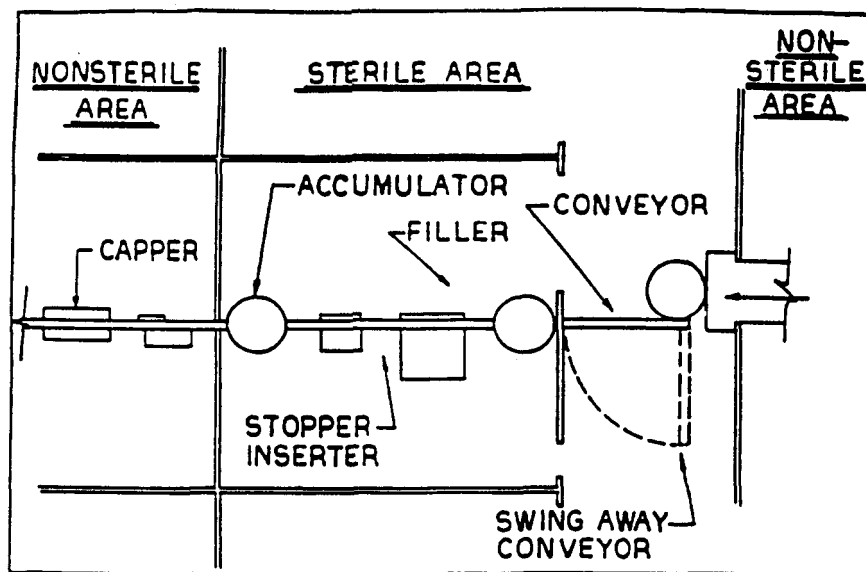 NONSTERILE
AREA
STERILE AREA
NON-
STERILE
AREA
ACCUMULATOR
CONVEYOR
FILLER
CAPPER
STOPPER
INSERTER
SWING AWAY
CONVEYOR